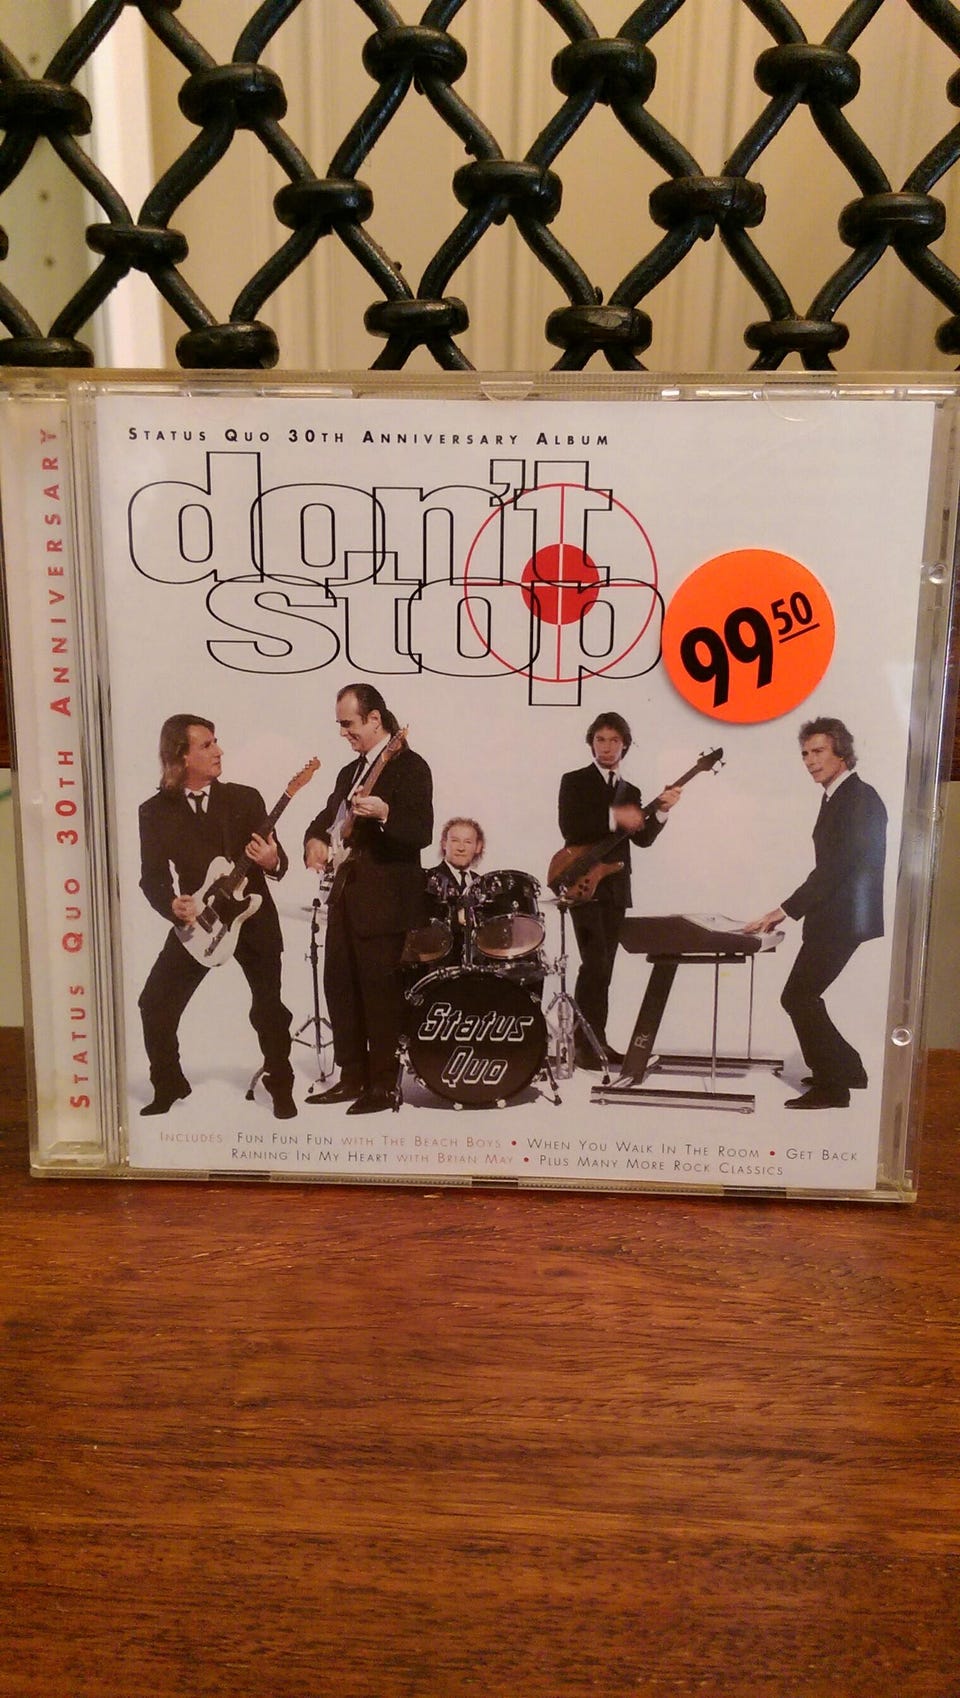 STATUS QUO 30TH ANNIVERSARY ALBUM
don't
stop
99 50
STATUS QUO 30TH ANNIVERSARY
Status
Quo
INCLUDES FUN FUN FUN WITH THE BEACH BOYS • WHEN YOU WALK IN THE ROOM • GET BACK
RAINING IN MY HEART WITH BRIAN MAY • PLUS MANY MORE ROCK CLASSICS